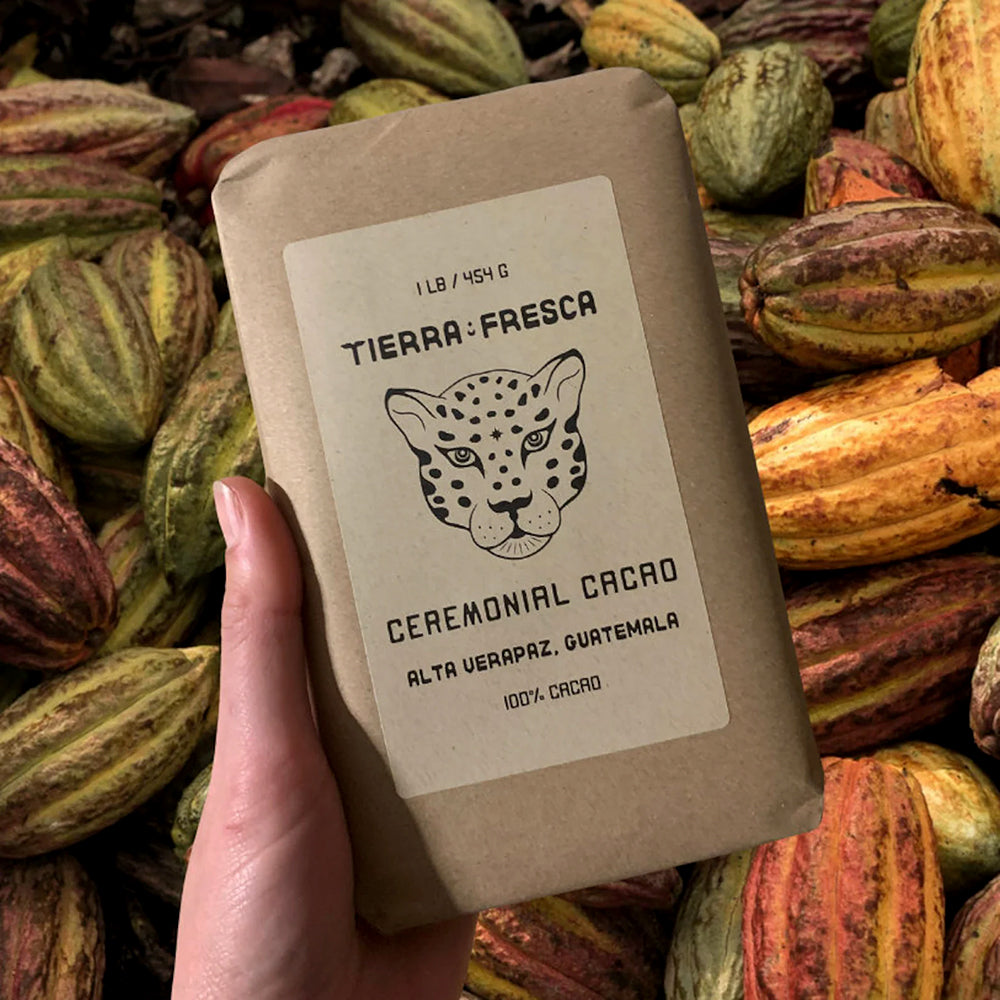 1 LB / 454 G
TIERRA : FRESCA
CEREMONIAL CACAO
ALTA VERAPAZ, GUATEMALA
100% CACAO